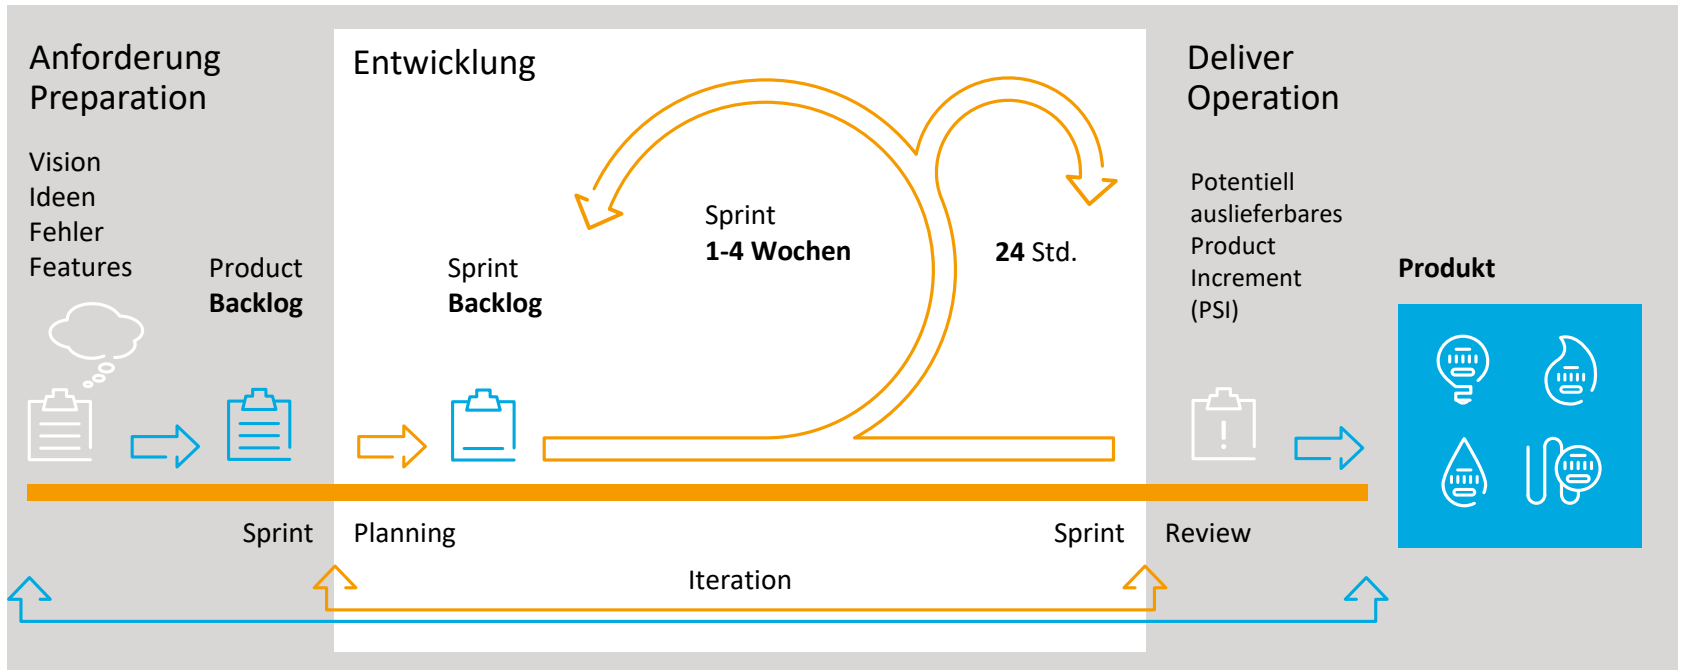 Anforderung
Preparation
Vision
Ideen
Fehler
Features
Product
Backlog
Entwicklung
Sprint
Backlog
Sprint
1-4 Wochen
24 Std.
Deliver
Operation
Potentiell
auslieferbares
Product
Increment
(PSI)
Produkt
!
Sprint Planning
Sprint Review
Iteration